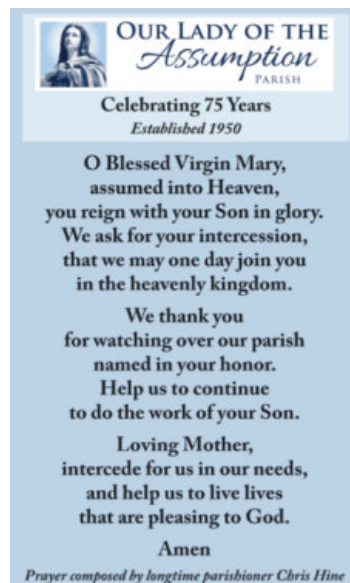 OUR LADY OF THE
Assumption
PARISH
Celebrating 75 Years
Established 1950
O Blessed Virgin Mary,
assumed into Heaven,
you reign with your Son in glory.
We ask for your intercession,
that we may one day join you
in the heavenly kingdom.
We thank you
for watching over our parish
named in your honor.
Help us to continue
to do the work of your Son.
Loving Mother,
intercede for us in our needs,
and help us to live lives
that are pleasing to God.
Amen
Prayer composed by longtime parishioner Chris Hine